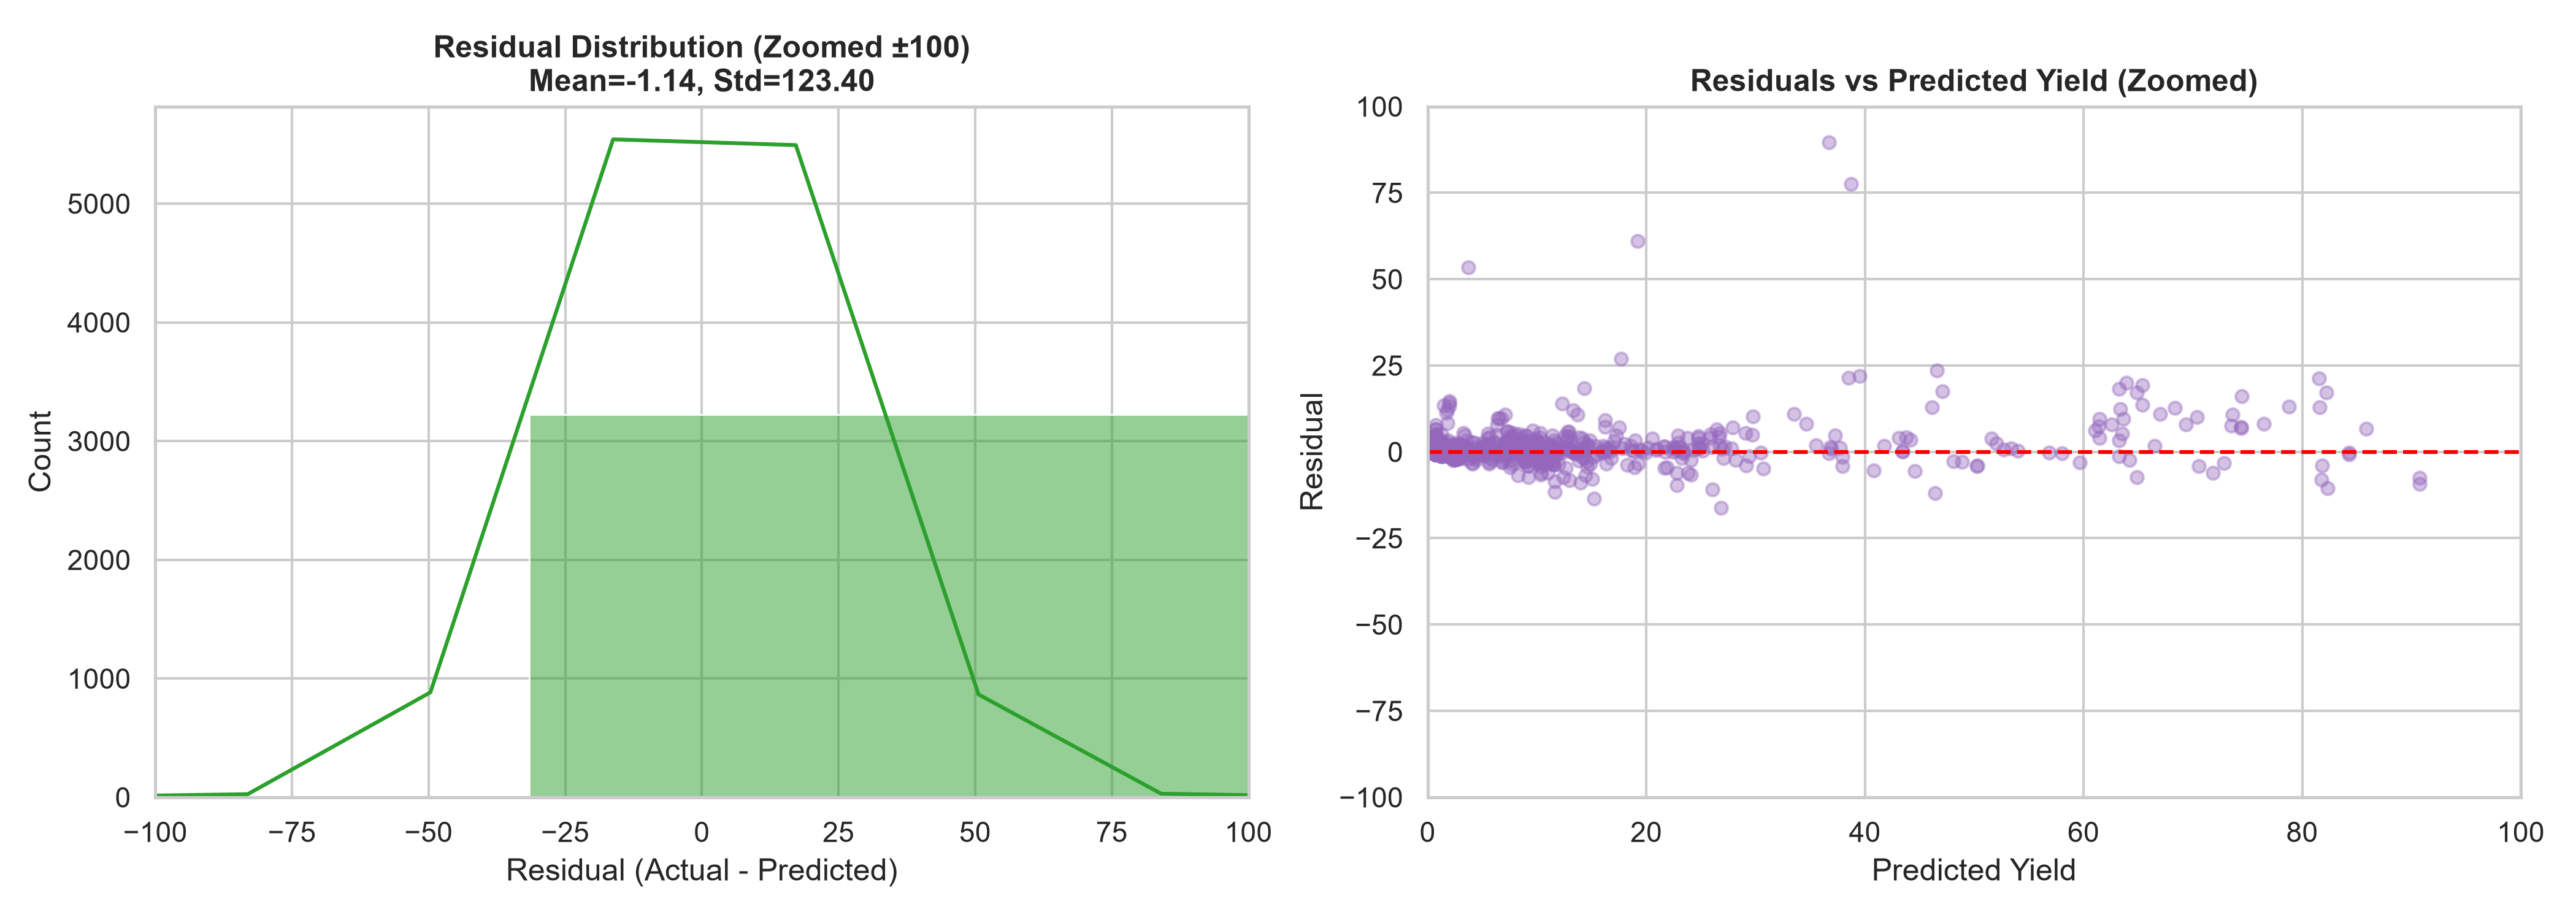 Residual Distribution (Zoomed ±100)
Mean=-1.14, Std=123.40
Count
5000
4000
3000
2000
1000
0
−100 −75 −50 −25 0 25 50 75 100
Residual (Actual - Predicted)
Residuals vs Predicted Yield (Zoomed)
Residual
100
75
50
25
0
−25
−50
−75
−100
0 20 40 60 80 100
Predicted Yield